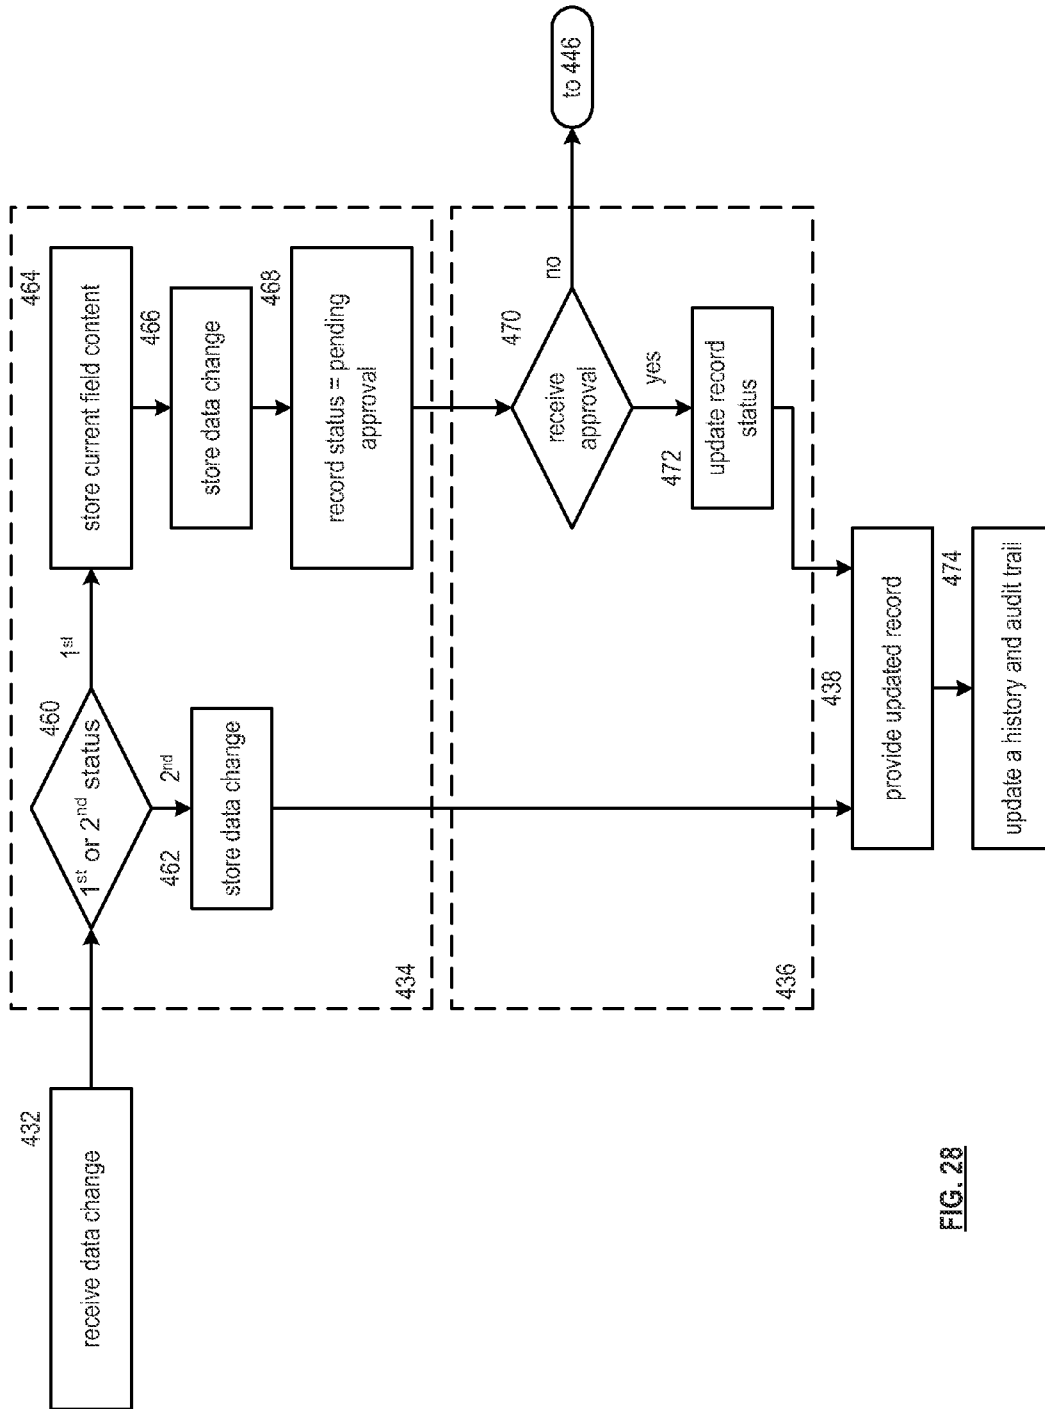 432
receive data change
460
1st or 2nd status
1st
2nd
462
store data change
464
store current field content
466
store data change
468
record status = pending
approval
434
470
receive
approval
no
to 446
yes
472
update record
status
436
438
provide updated record
474
update a history and audit trail
FIG. 28